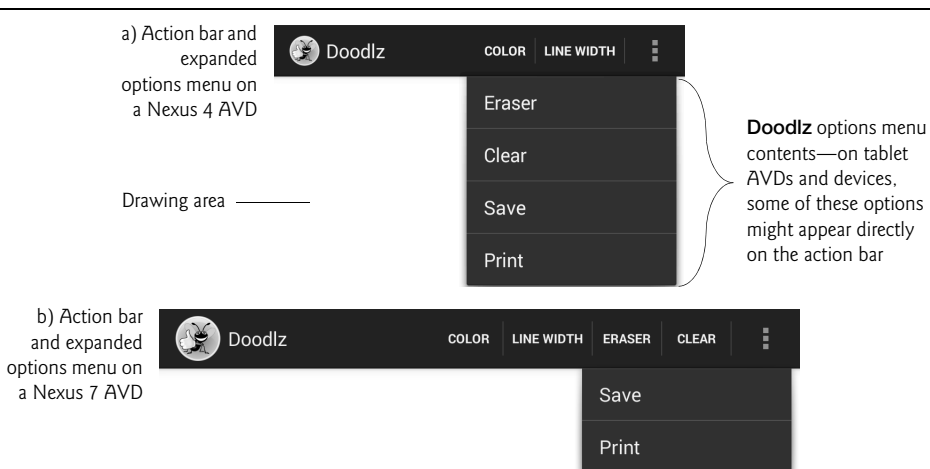 a) Action bar and
expanded
options menu on
a Nexus 4 AVD
Doodlz
COLOR
LINE WIDTH
Eraser
Clear
Save
Print
Drawing area
Doodlz options menu
contents—on tablet
AVDs and devices,
some of these options
might appear directly
on the action bar
b) Action bar
and expanded
options menu on
a Nexus 7 AVD
Doodlz
COLOR
LINE WIDTH
ERASER
CLEAR
Save
Print